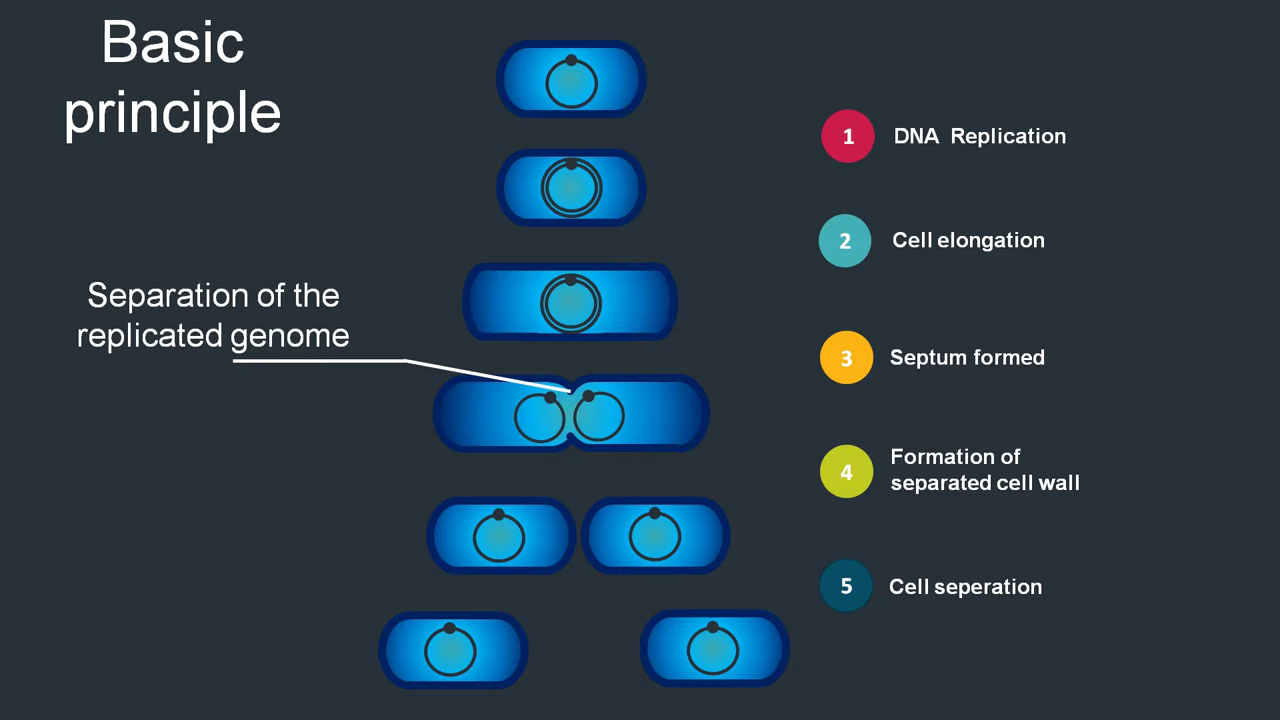 Basic
principle
Separation of the
replicated genome
1 DNA Replication
2 Cell elongation
3 Septum formed
4 Formation of
separated cell wall
5 Cell seperation